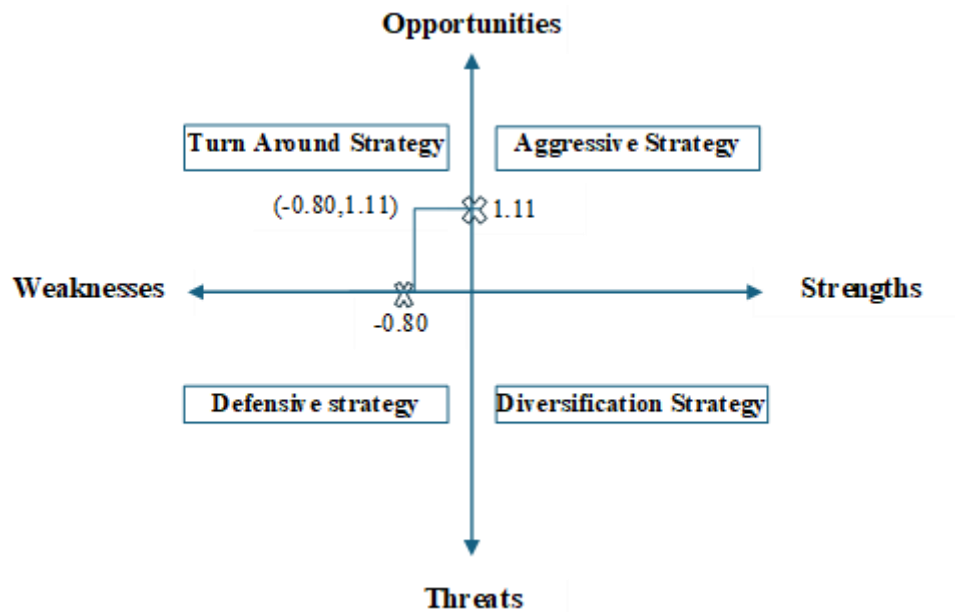 Opportunities
Turn Around Strategy
Aggressive Strategy
(-0.80,1.11)
1.11
Weaknesses
Strengths
-0.80
Defensive strategy
Diversification Strategy
Threats